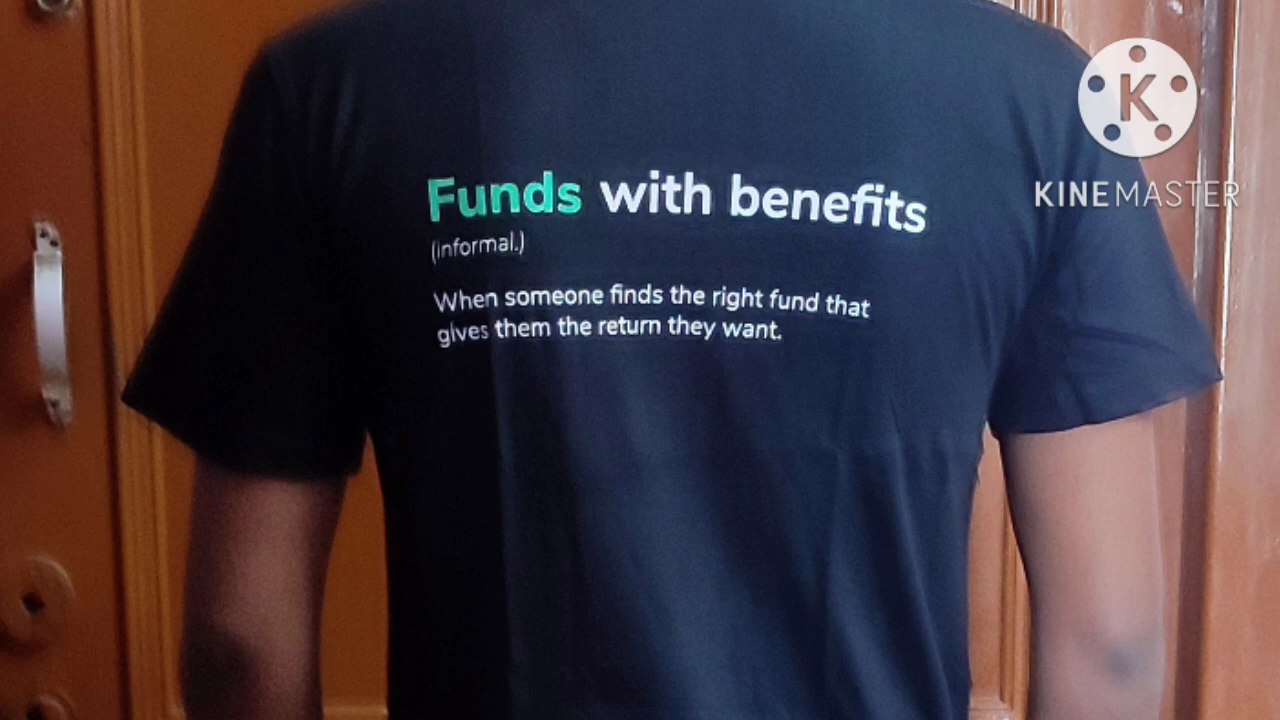 Funds with benefits
(informal.)
When someone finds the right fund that
gives them the return they want.
K
KINEMASTER